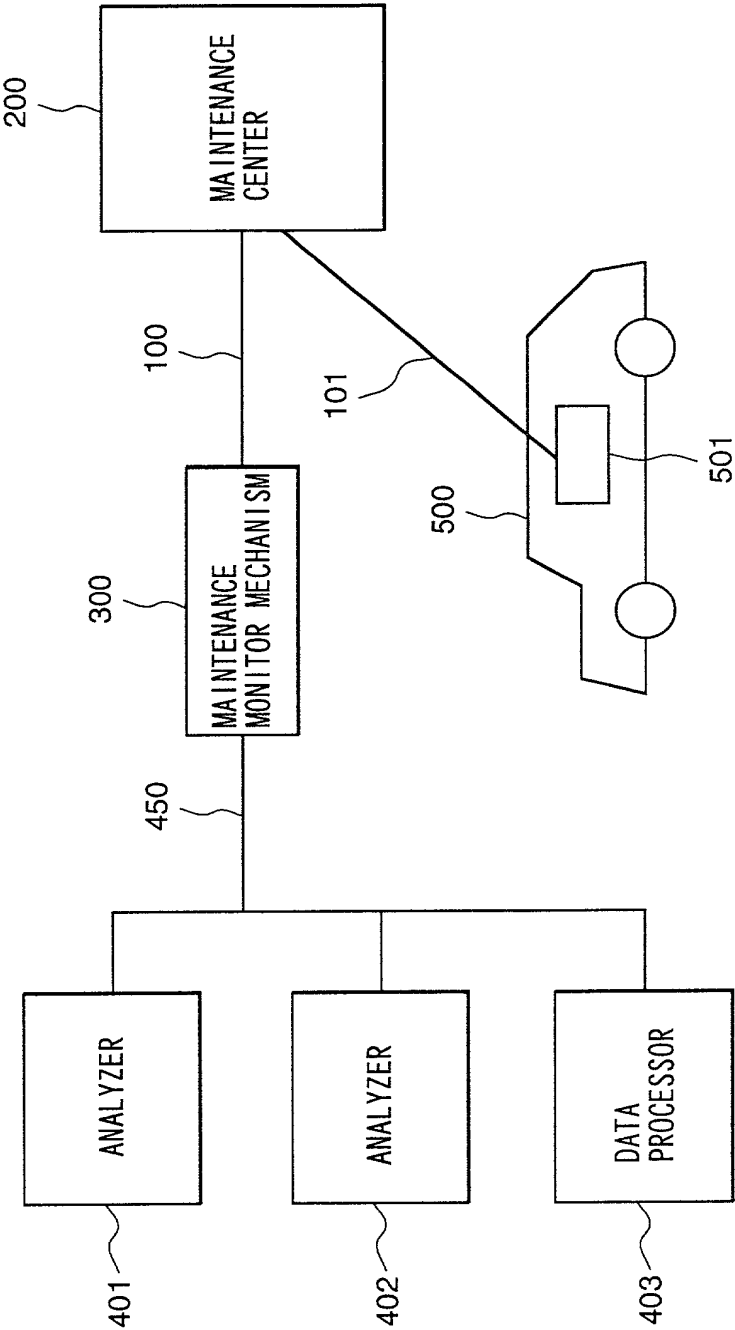 401
ANALYZER
402
ANALYZER
403
DATA
PROCESSOR
450
300
MAINTENANCE
MONITOR MECHANISM
100
101
200
MAINTENANCE
CENTER
500
501